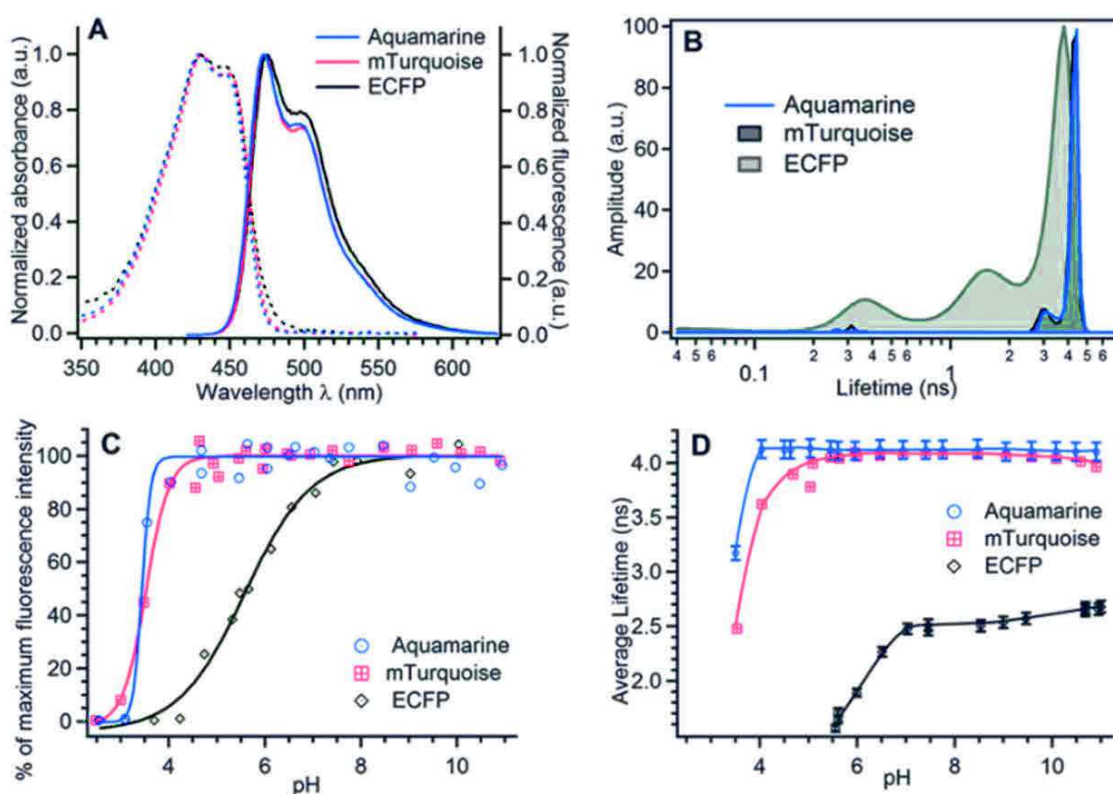 A
Normalized absorbance (a.u.)
1.0
0.8
0.6
0.4
0.2
0.0
Aquamarine
mTurquoise
ECFP
1.0
0.8
0.6
0.4
0.2
0.0
Normalized fluorescence (a.u.)
350 400 450 500 550 600
Wavelength λ (nm)
B
Amplitude (a.u.)
100
80
60
40
20
0
Aquamarine
mTurquoise
ECFP
4 5 6 2 3 4 5 6 2 3 4 5 6
0.1 1
Lifetime (ns)
C
% of maximum fluorescence intensity
100
80
60
40
20
0
Aquamarine
mTurquoise
ECFP
4 6 8 10
pH
D
Average Lifetime (ns)
4.0
3.5
3.0
2.5
2.0
Aquamarine
mTurquoise
ECFP
4 6 8 10
pH